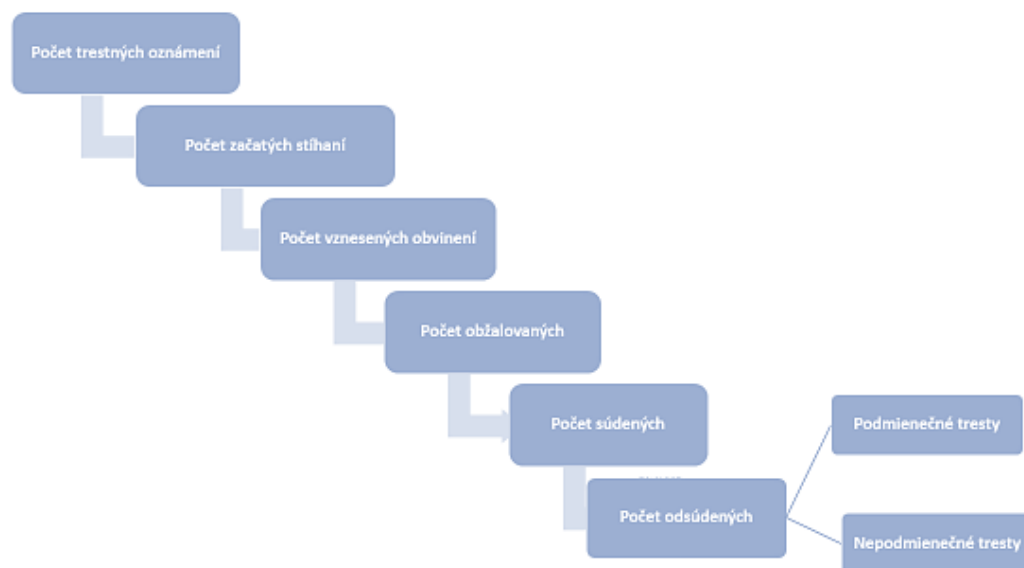 Počet trestných oznámení
Počet začatých stíhaní
Počet vznesených obvinení
Počet obžalovaných
Počet súdených
Podmienečné tresty
Počet odsúdených
Nepodmienečné tresty